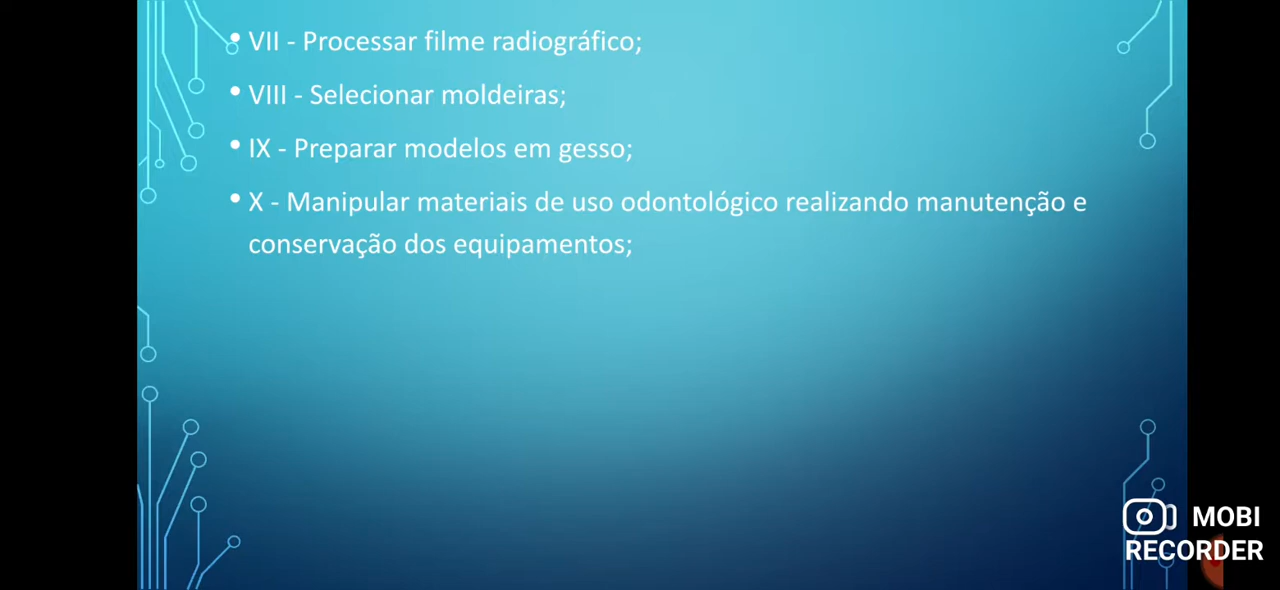 • VII - Processar filme radiográfico;
• VIII - Selecionar moldeiras;
• IX - Preparar modelos em gesso;
• X - Manipular materiais de uso odontológico realizando manutenção e
conservação dos equipamentos;
MOBI
RECORDER